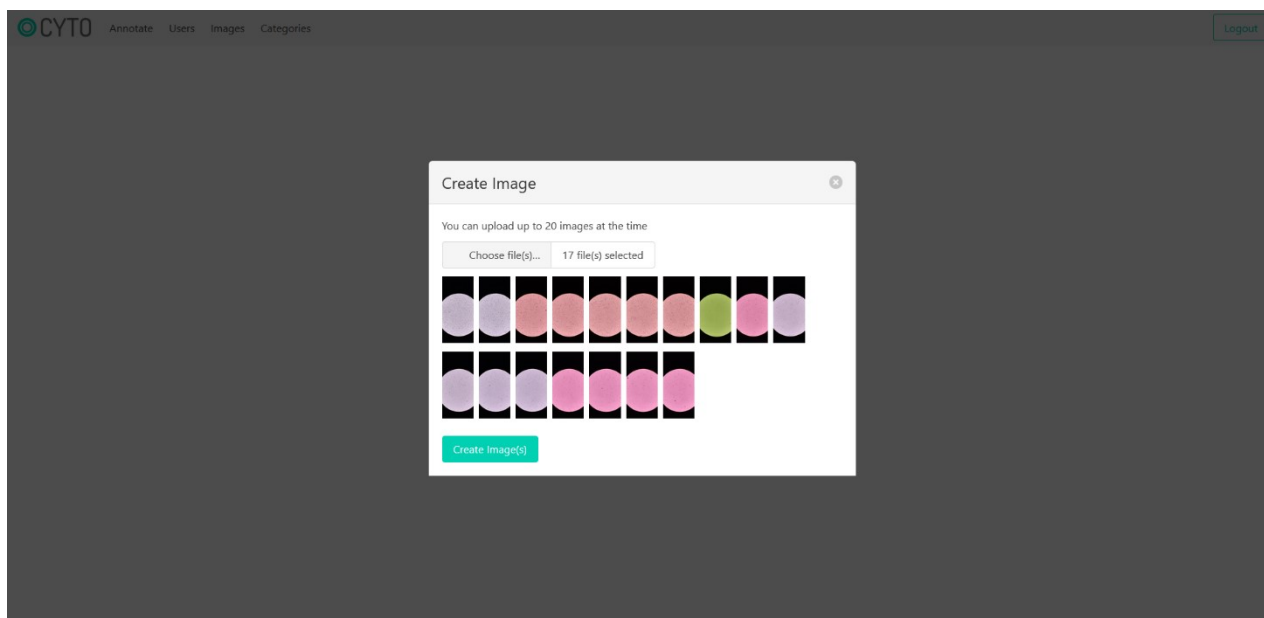 CYTO Annotate Users Images Categories Logout
Create Image
You can upload up to 20 images at the time
Choose file(s)... 17 file(s) selected
Create Image(s)